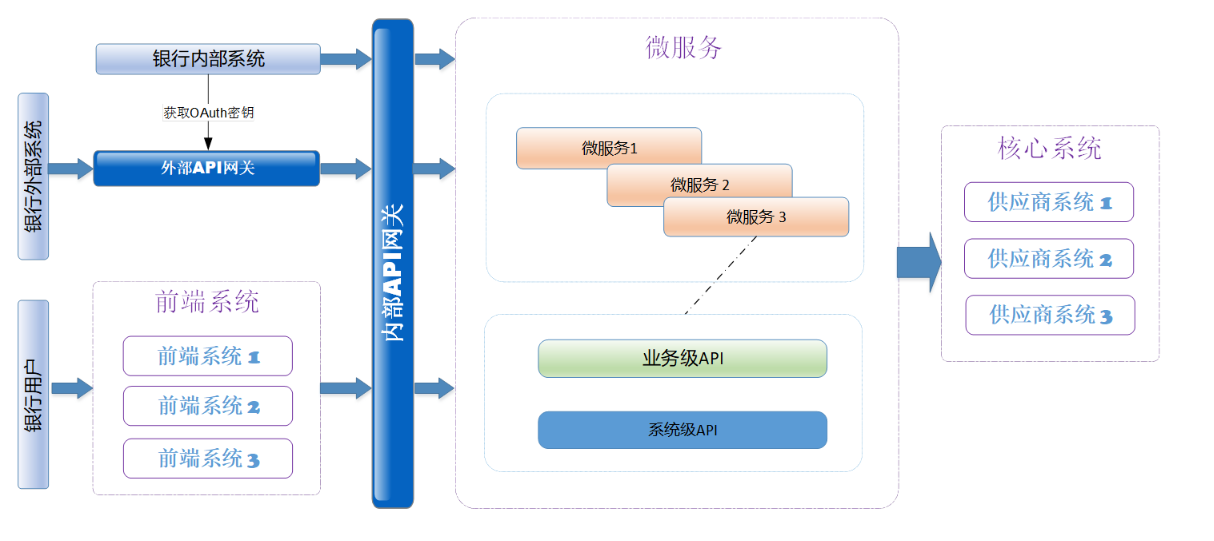 银行内部系统
获取OAuth密钥
银行外部系统
外部API网关
银行用户
前端系统
前端系统 1
前端系统 2
前端系统 3
内部API网关
微服务
微服务1
微服务 2
微服务 3
业务级API
系统级API
核心系统
供应商系统 1
供应商系统 2
供应商系统 3